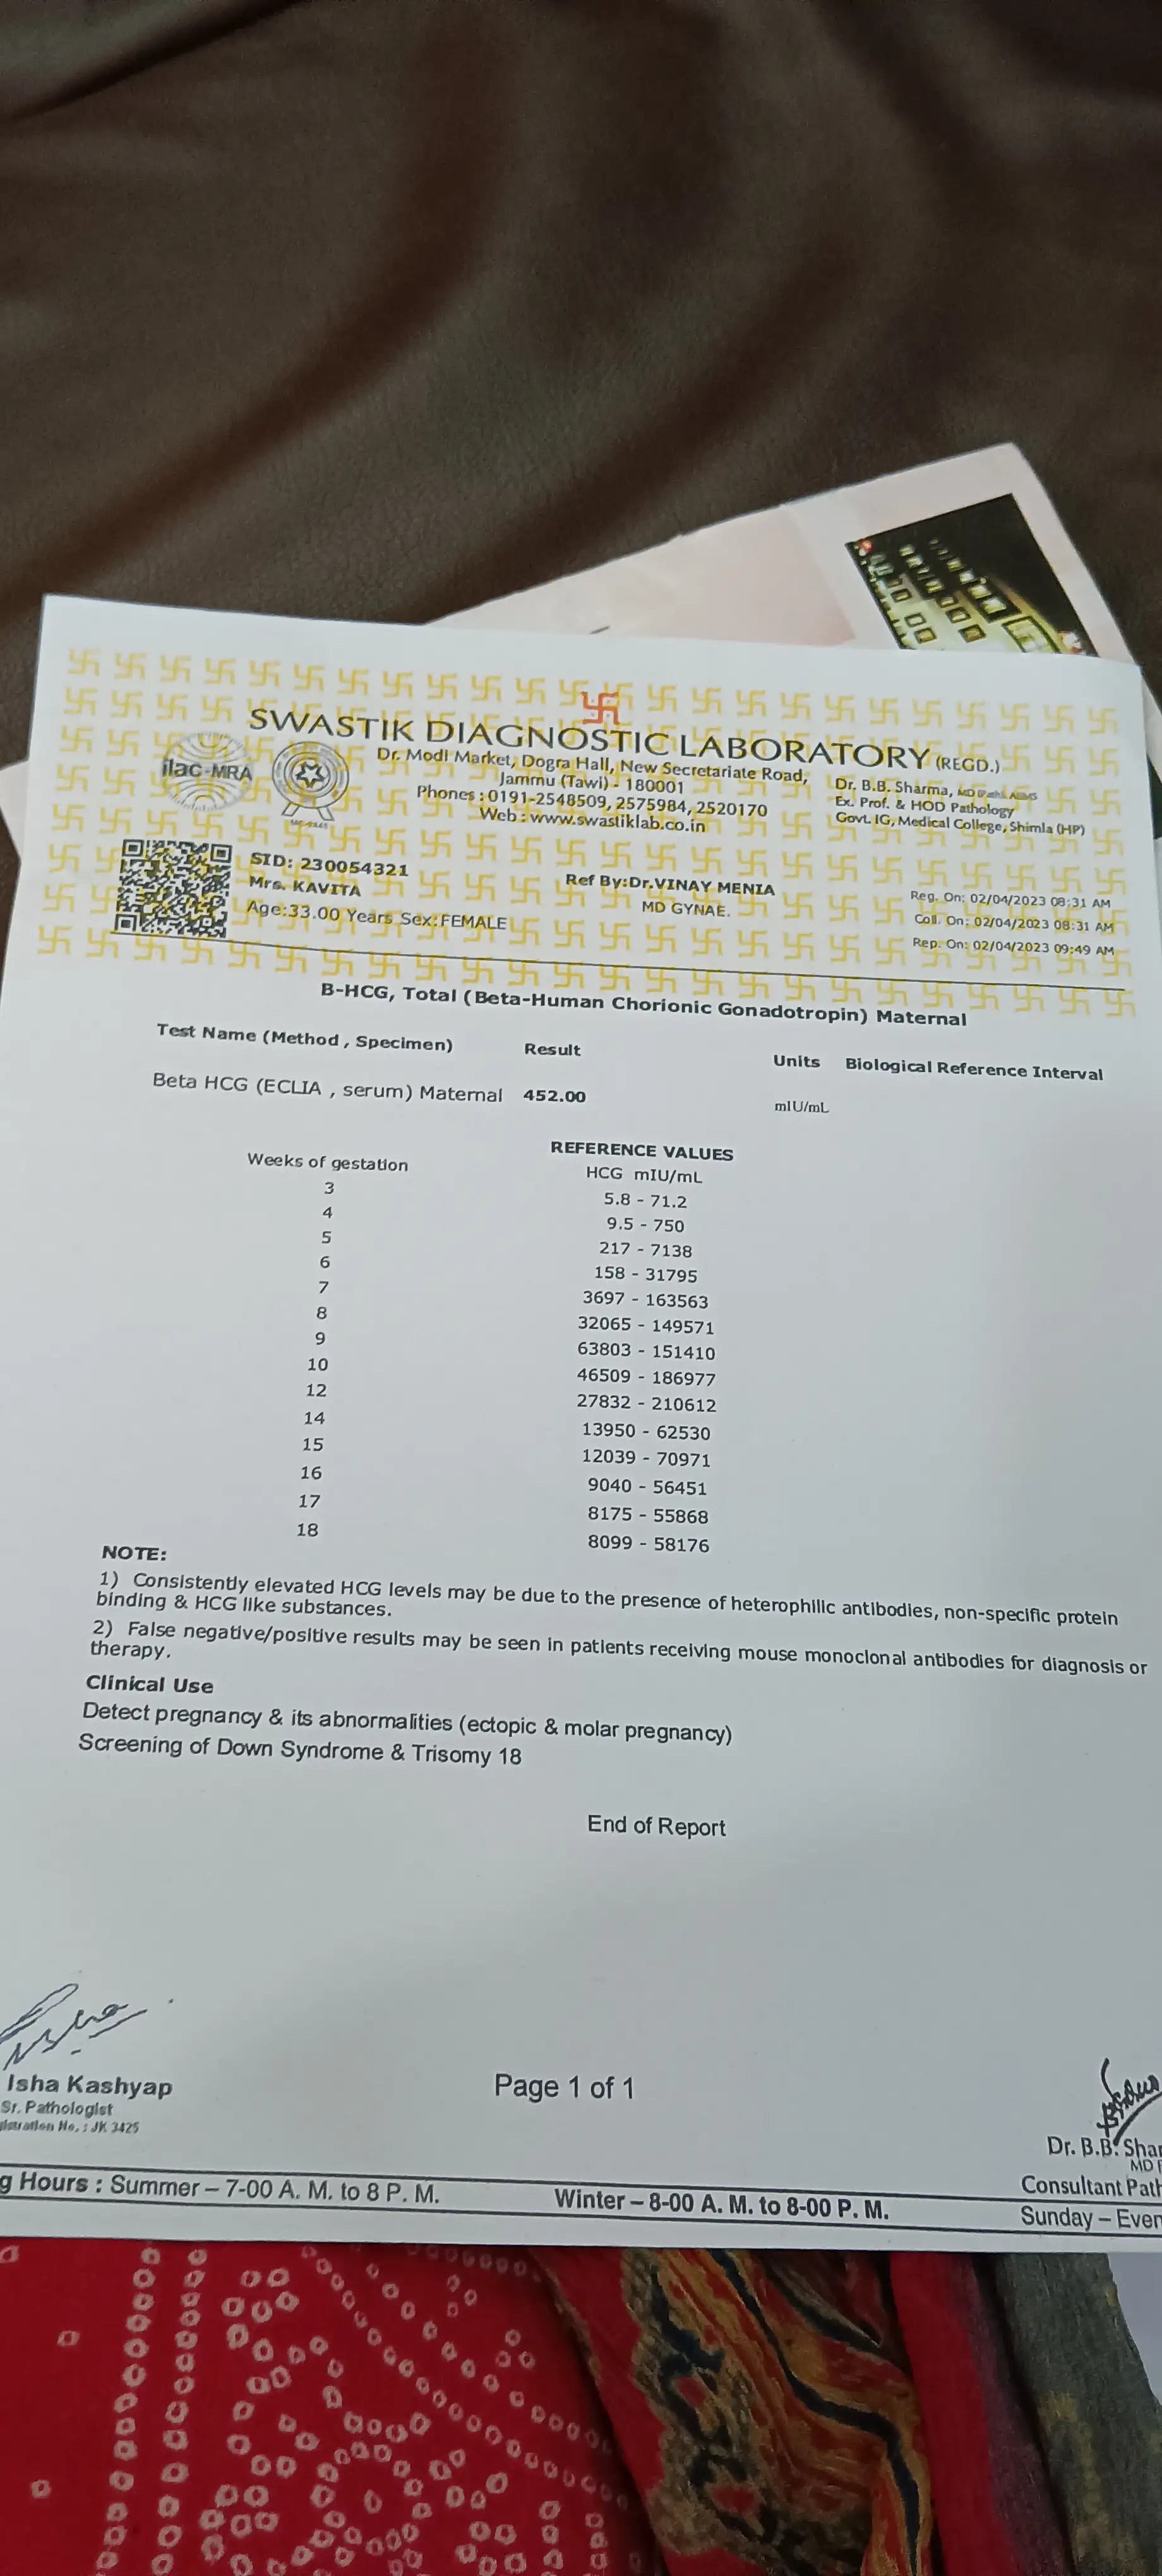 SWASTIK DIAGNOSTIC LABORATORY (REGD.)
ilac-MRA
Dr. Modi Market, Dogra Hall, New Secretariate Road,
Jammu (Tawi) - 180001
Phones : 0191-2548509, 2575984, 2520170
Web : www.swastiklab.co.in
Dr. B.B. Sharma, MD
Ex. Prof. & HOD Pathology
Govt. IG, Medical College, Shimla (HP)
SID: 230054321
Mrs. KAVITA
Age:33.00 Years Sex:FEMALE
Ref By:Dr.VINAY MENIA
MD GYNAE.
Reg. On: 02/04/2023 08:31 AM
Coll. On: 02/04/2023 08:31 AM
Rep. On: 02/04/2023 09:49 AM
B-HCG, Total (Beta-Human Chorionic Gonadotropin) Maternal
Test Name (Method , Specimen) Result Units Biological Reference Interval
Beta HCG (ECLIA , serum) Maternal 452.00 mIU/mL
REFERENCE VALUES
Weeks of gestation HCG mIU/mL
3 5.8 - 71.2
4 9.5 - 750
5 217 - 7138
6 158 - 31795
7 3697 - 163563
8 32065 - 149571
9 63803 - 151410
10 46509 - 186977
12 27832 - 210612
14 13950 - 62530
15 12039 - 70971
16 9040 - 56451
17 8175 - 55868
18 8099 - 58176
NOTE:
1) Consistently elevated HCG levels may be due to the presence of heterophilic antibodies, non-specific protein
binding & HCG like substances.
2) False negative/positive results may be seen in patients receiving mouse monoclonal antibodies for diagnosis or
therapy.
Clinical Use
Detect pregnancy & its abnormalities (ectopic & molar pregnancy)
Screening of Down Syndrome & Trisomy 18
End of Report
Isha Kashyap
Sr. Pathologist
No. : JK 3425
Page 1 of 1
Dr. B.B. Sha
MD
Consultant Path
g Hours : Summer – 7-00 A. M. to 8 P. M.
Winter – 8-00 A. M. to 8-00 P. M.
Sunday – Even